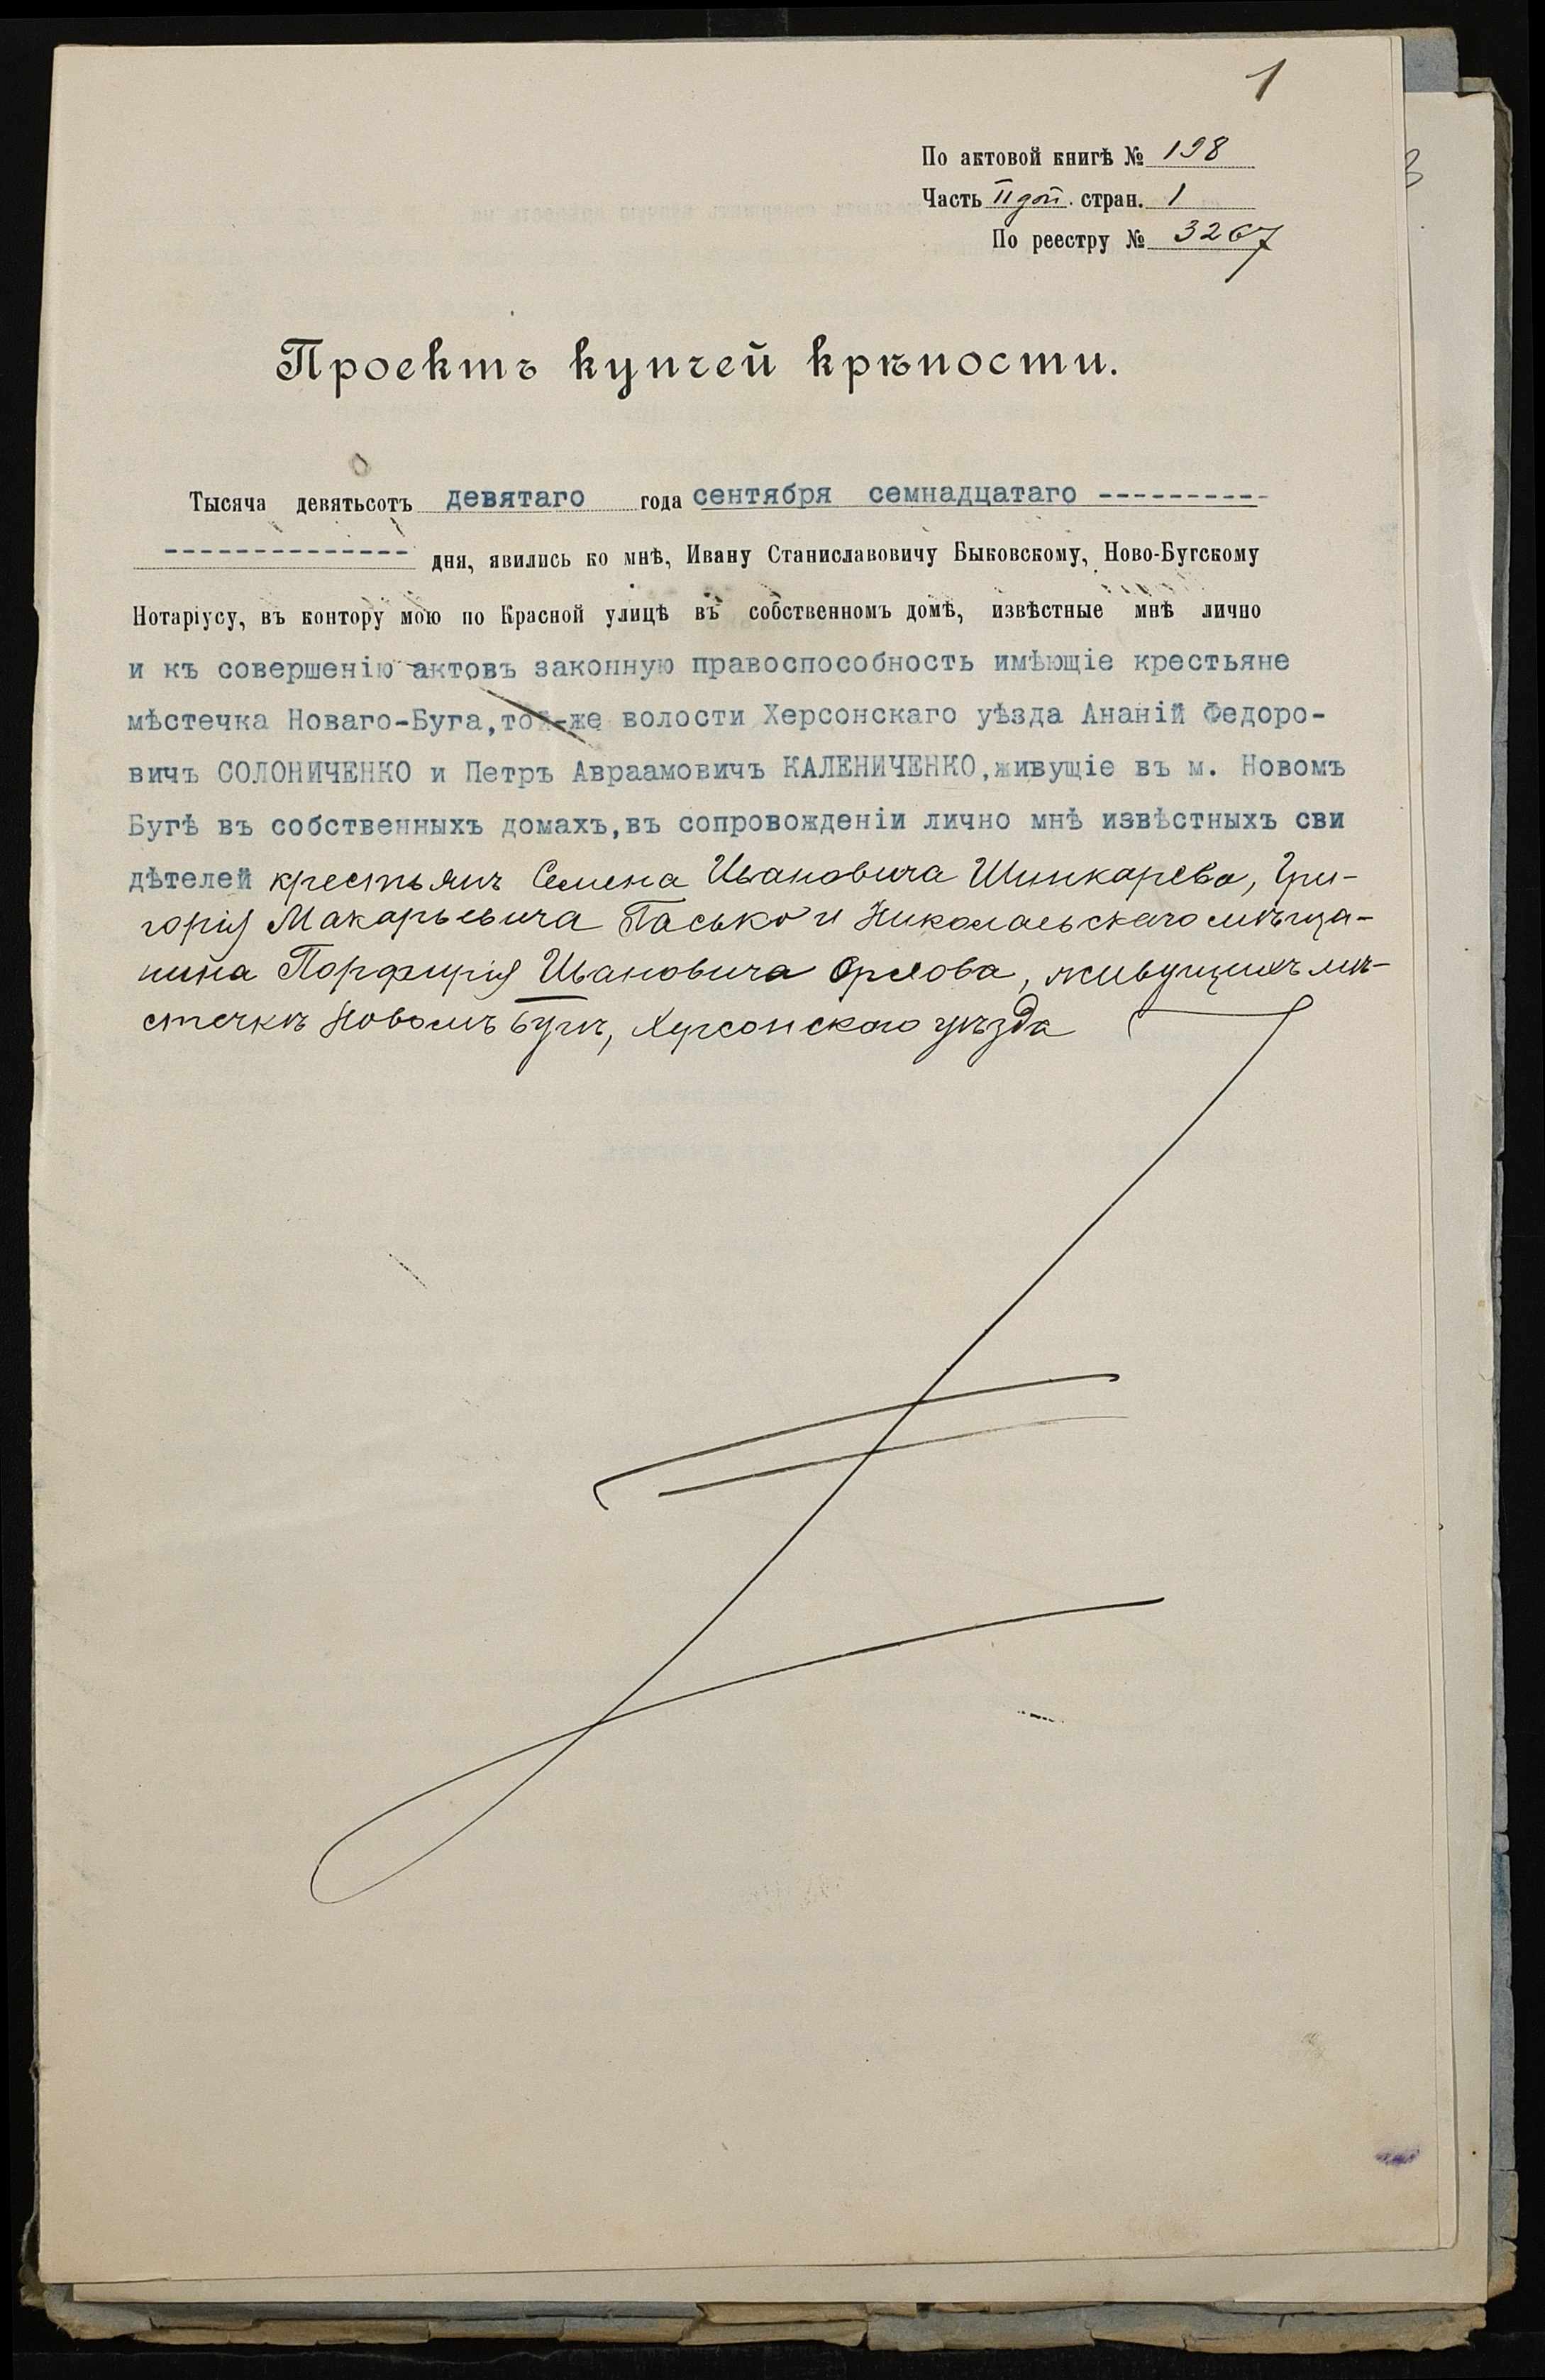 1
По актовой книгѣ № 198
Часть II доп. стран. 1
По реестру № 3267
Проектъ купчей крѣпости.
Тысяча девятьсотъ девятаго года сентября семнадцатаго ----------
-------------- дня, явились ко мнѣ, Ивану Станиславовичу Быковскому, Ново-Бугскому
Нотаріусу, въ контору мою по Красной улицѣ въ собственномъ домѣ, извѣстные мнѣ лично
и къ совершенію актовъ законную правоспособность имѣющіе крестьяне
мѣстечка Новаго-Буга,той-же волости Херсонскаго уѣзда Ананій Федоро-
вичъ СОЛОНИЧЕНКО и Петръ Авраамовичъ КАЛЕНИЧЕНКО,живущіе въ м. Новомъ
Бугѣ въ собственныхъ домахъ,въ сопровожденіи лично мнѣ извѣстныхъ сви
дѣтелей крестьянъ Семена Ивановича Шинкарева, Гри-
горія Макарьевича Пасько и Николаевскаго мѣща-
нина Порфирія Ивановича Орлова, живущихъ мѣ-
стечкѣ Новомъ Бугѣ, Херсонскаго уѣзда